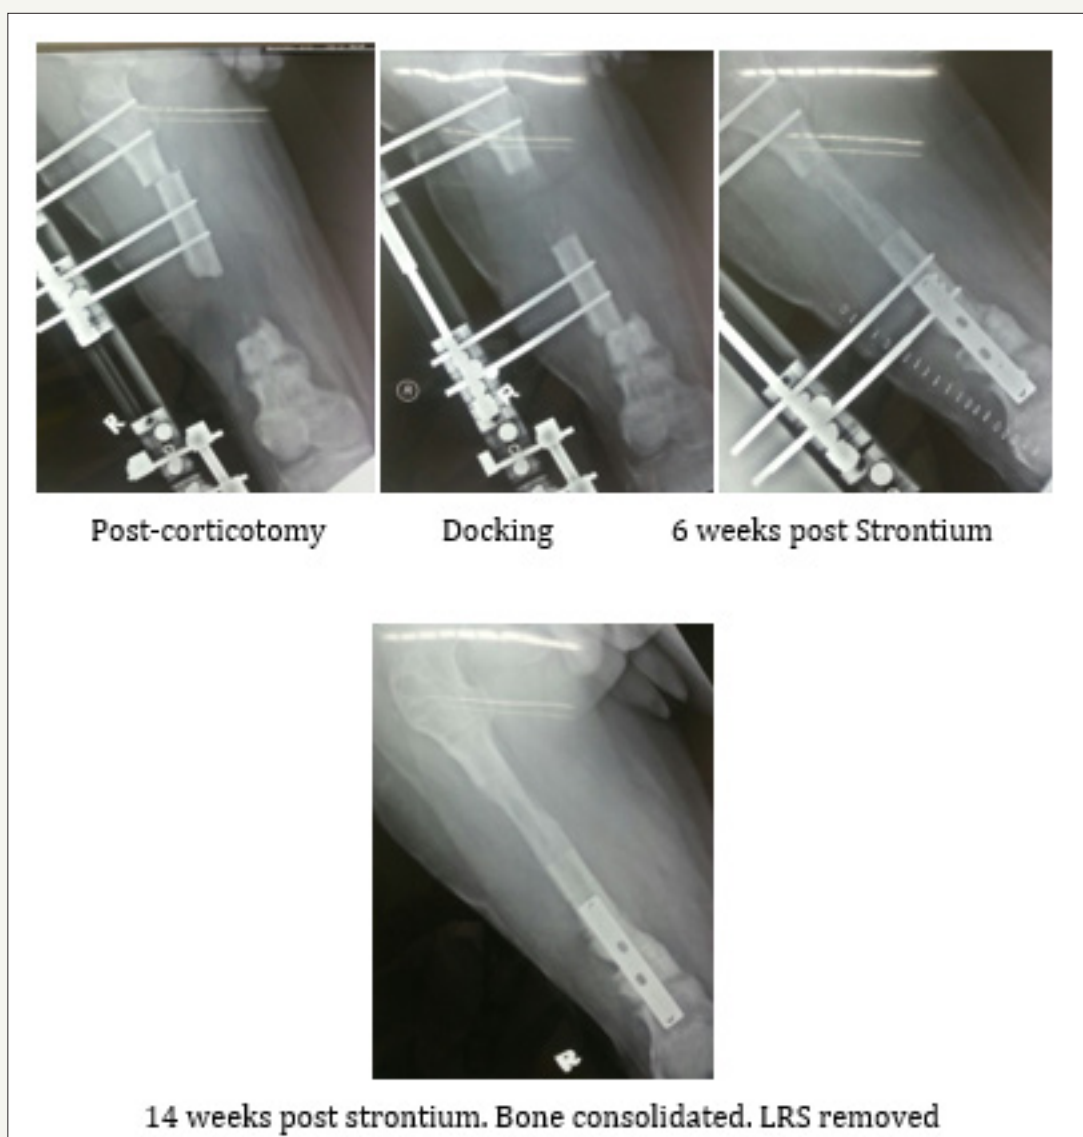 R
R
R
Post-corticotomy Docking 6 weeks post Strontium
R
14 weeks post strontium. Bone consolidated. LRS removed